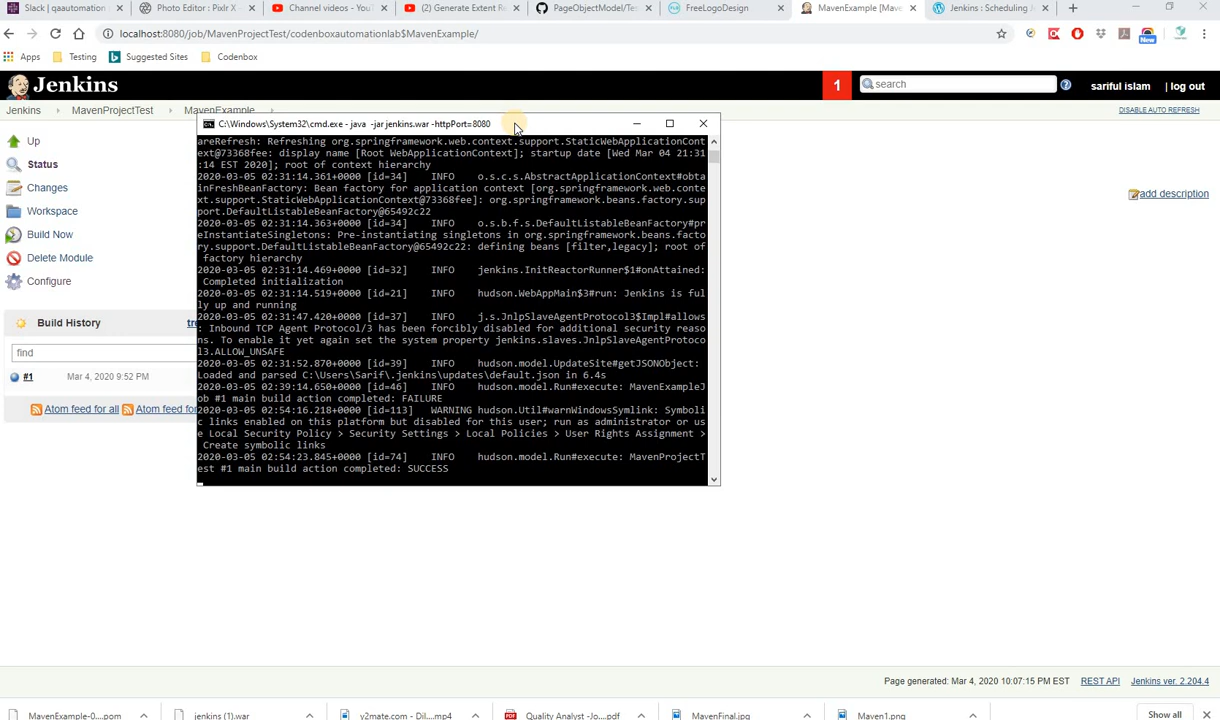 Slack | qaautomation
Photo Editor : Pixlr X
Channel videos - YouT
(2) Generate Extent Re
PageObjectModel/Tes
FreeLogoDesign
MavenExample [Mave
Jenkins : Scheduling Jo
localhost:8080/job/MavenProjectTest/codenboxautomationlab$MavenExample/
New
Apps
Testing
Suggested Sites
Codenbox
Jenkins
1
search
sariful islam
| log out
Jenkins
MavenProjectTest
MavenExample
DISABLE AUTO REFRESH
C:\Windows\System32\cmd.exe - java -jar jenkins.war -httpPort=8080
Up
Status
Changes
Workspace
Build Now
Delete Module
Configure
add description
Build History
tre
find
#1
Mar 4, 2020 9:52 PM
Atom feed for all
Atom feed for
areRefresh: Refreshing org.springframework.web.context.support.StaticWebApplicationCont
ext@73368fee: display name [Root WebApplicationContext]; startup date [Wed Mar 04 21:31
:14 EST 2020]; root of context hierarchy
2020-03-05 02:31:14.361+0000 [id=34] INFO o.s.c.s.AbstractApplicationContext#obta
inFreshBeanFactory: Bean factory for application context [org.springframework.web.conte
xt.support.StaticWebApplicationContext@73368fee]: org.springframework.beans.factory.sup
port.DefaultListableBeanFactory@65492c22
2020-03-05 02:31:14.363+0000 [id=34] INFO o.s.b.f.s.DefaultListableBeanFactory#pr
eInstantiateSingletons: Pre-instantiating singletons in org.springframework.beans.facto
ry.support.DefaultListableBeanFactory@65492c22: defining beans [filter,legacy]; root of
factory hierarchy
2020-03-05 02:31:14.469+0000 [id=32] INFO jenkins.InitReactorRunner$1#onAttained:
Completed initialization
2020-03-05 02:31:14.519+0000 [id=21] INFO hudson.WebAppMain$3#run: Jenkins is ful
ly up and running
2020-03-05 02:31:47.420+0000 [id=37] INFO j.s.JnlpSlaveAgentProtocol3$Impl#allows
: Inbound TCP Agent Protocol/3 has been forcibly disabled for additional security reaso
ns. To enable it yet again set the system property jenkins.slaves.JnlpSlaveAgentProtoco
l3.ALLOW_UNSAFE
2020-03-05 02:31:52.870+0000 [id=39] INFO hudson.model.UpdateSite#getJSONObject:
Loaded and parsed C:\Users\Sarif\.jenkins\updates\default.json in 6.4s
2020-03-05 02:39:14.650+0000 [id=46] INFO hudson.model.Run#execute: MavenExampleJ
ob #1 main build action completed: FAILURE
2020-03-05 02:54:16.218+0000 [id=113] WARNING hudson.Util#warnWindowsSymlink: Symboli
c links enabled on this platform but disabled for this user; run as administrator or us
e Local Security Policy > Security Settings > Local Policies > User Rights Assignment >
Create symbolic links
2020-03-05 02:54:23.845+0000 [id=74] INFO hudson.model.Run#execute: MavenProjectT
est #1 main build action completed: SUCCESS
Page generated: Mar 4, 2020 10:07:15 PM EST
REST API
Jenkins ver. 2.204.4
MavenExample-0....pom
jenkins (1).war
y2mate.com - Dil....mp4
Quality Analyst -Jo....pdf
MavenFinal.jpg
Maven1.png
Show all